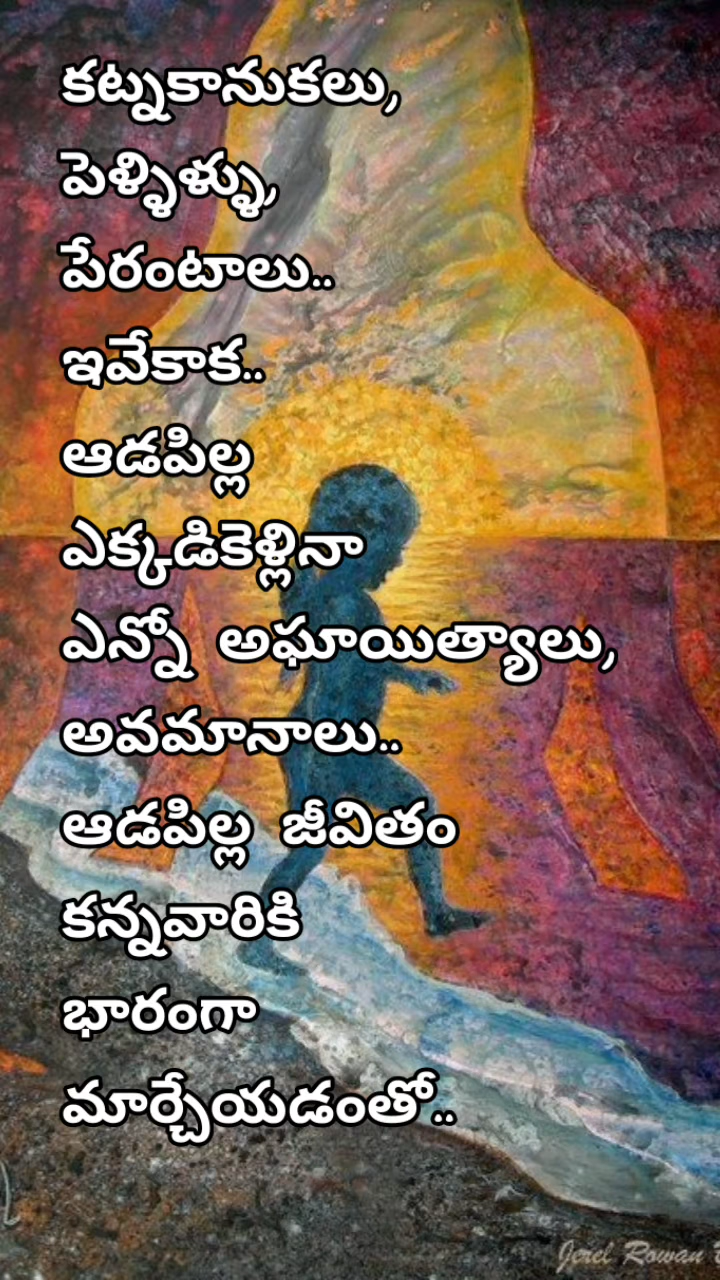 కట్నకానుకలు,
పెళ్ళిళ్ళు,
పేరంటాలు..
ఇవేకాక..
ఆడపిల్ల
ఎక్కడికెళ్లినా
ఎన్నో అఘాయిత్యాలు,
అవమానాలు..
ఆడపిల్ల జీవితం
కన్నవారికి
భారంగా
మార్చేయడంతో..
Jerel Rowan